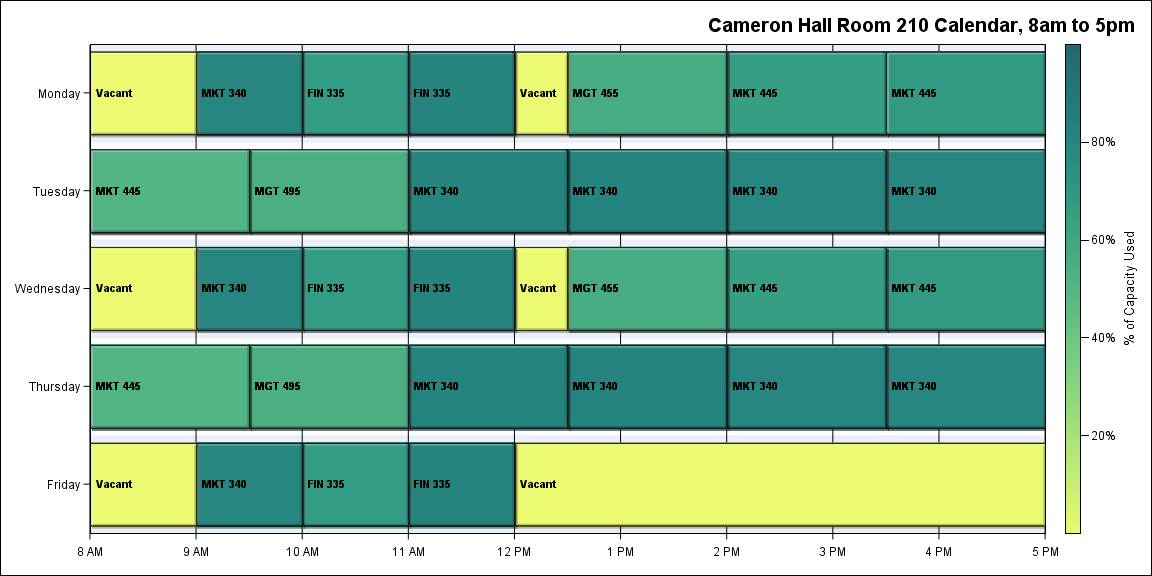 Cameron Hall Room 210 Calendar, 8am to 5pm
Monday
Vacant
MKT 340
FIN 335
FIN 335
Vacant
MGT 455
MKT 445
MKT 445
Tuesday
MKT 445
MGT 495
MKT 340
MKT 340
MKT 340
MKT 340
Wednesday
Vacant
MKT 340
FIN 335
FIN 335
Vacant
MGT 455
MKT 445
MKT 445
Thursday
MKT 445
MGT 495
MKT 340
MKT 340
MKT 340
MKT 340
Friday
Vacant
MKT 340
FIN 335
FIN 335
Vacant
8 AM
9 AM
10 AM
11 AM
12 PM
1 PM
2 PM
3 PM
4 PM
5 PM
80%
60%
40%
20%
% of Capacity Used